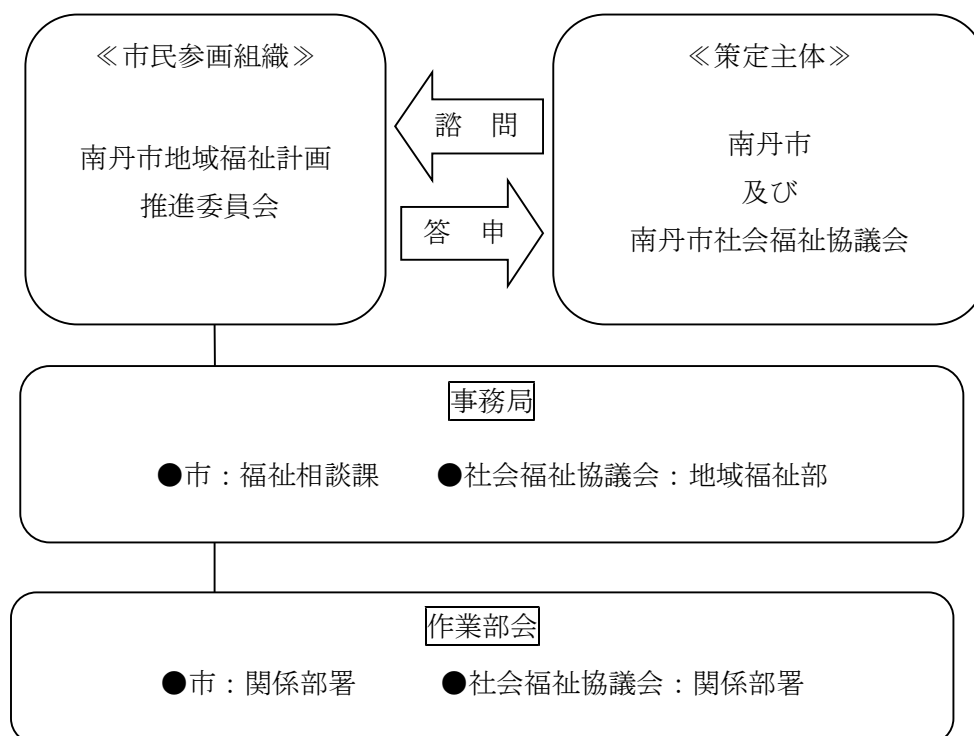 ≪市民参画組織≫
南丹市地域福祉計画
推進委員会
諮　問
答　申
≪策定主体≫
南丹市
及び
南丹市社会福祉協議会
事務局
●市：福祉相談課　●社会福祉協議会：地域福祉部
作業部会
●市：関係部署　●社会福祉協議会：関係部署